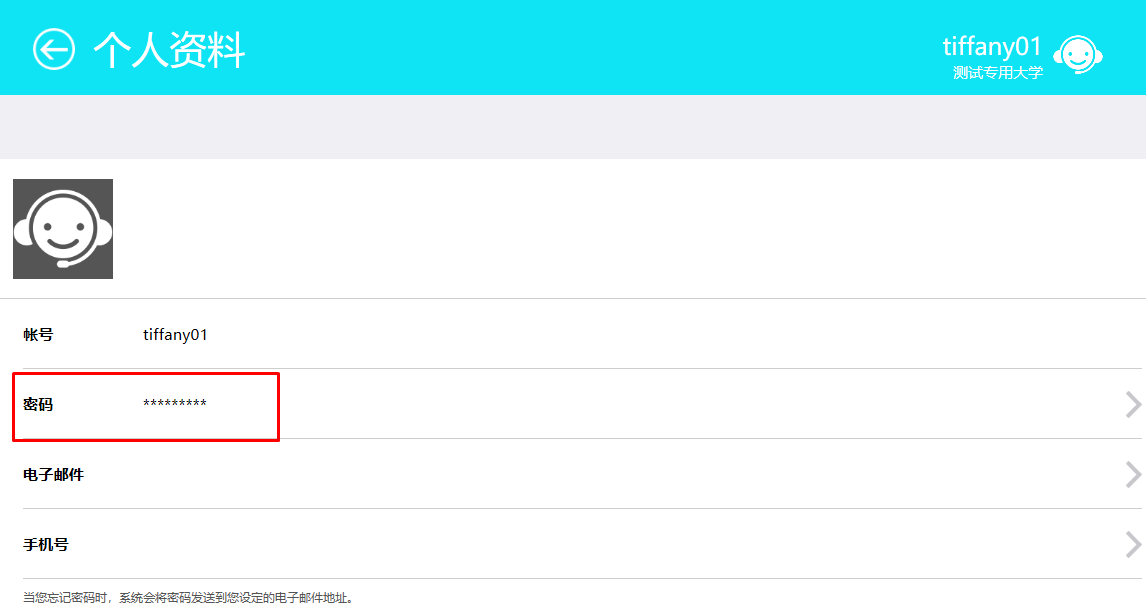 个人资料
tiffany01
测试专用大学
帐号 tiffany01
密码 *********
电子邮件
手机号
当您忘记密码时，系统会将密码发送到您设定的电子邮件地址。